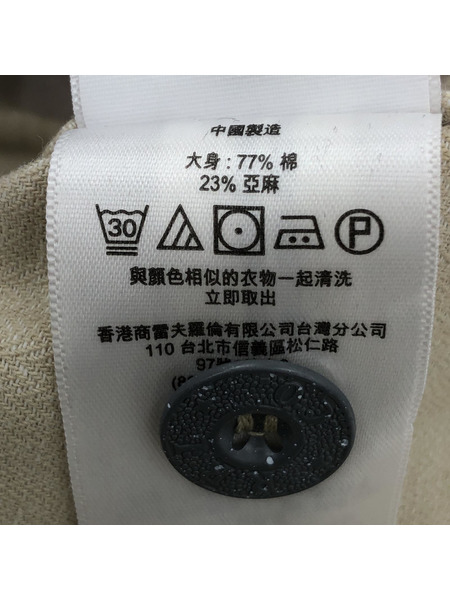 中國製造
大身 : 77% 棉
23% 亞麻
30
P
與顏色相似的衣物一起清洗
立即取出
香港商雷夫羅倫有限公司台灣分公司
110 台北市信義區松仁路
97